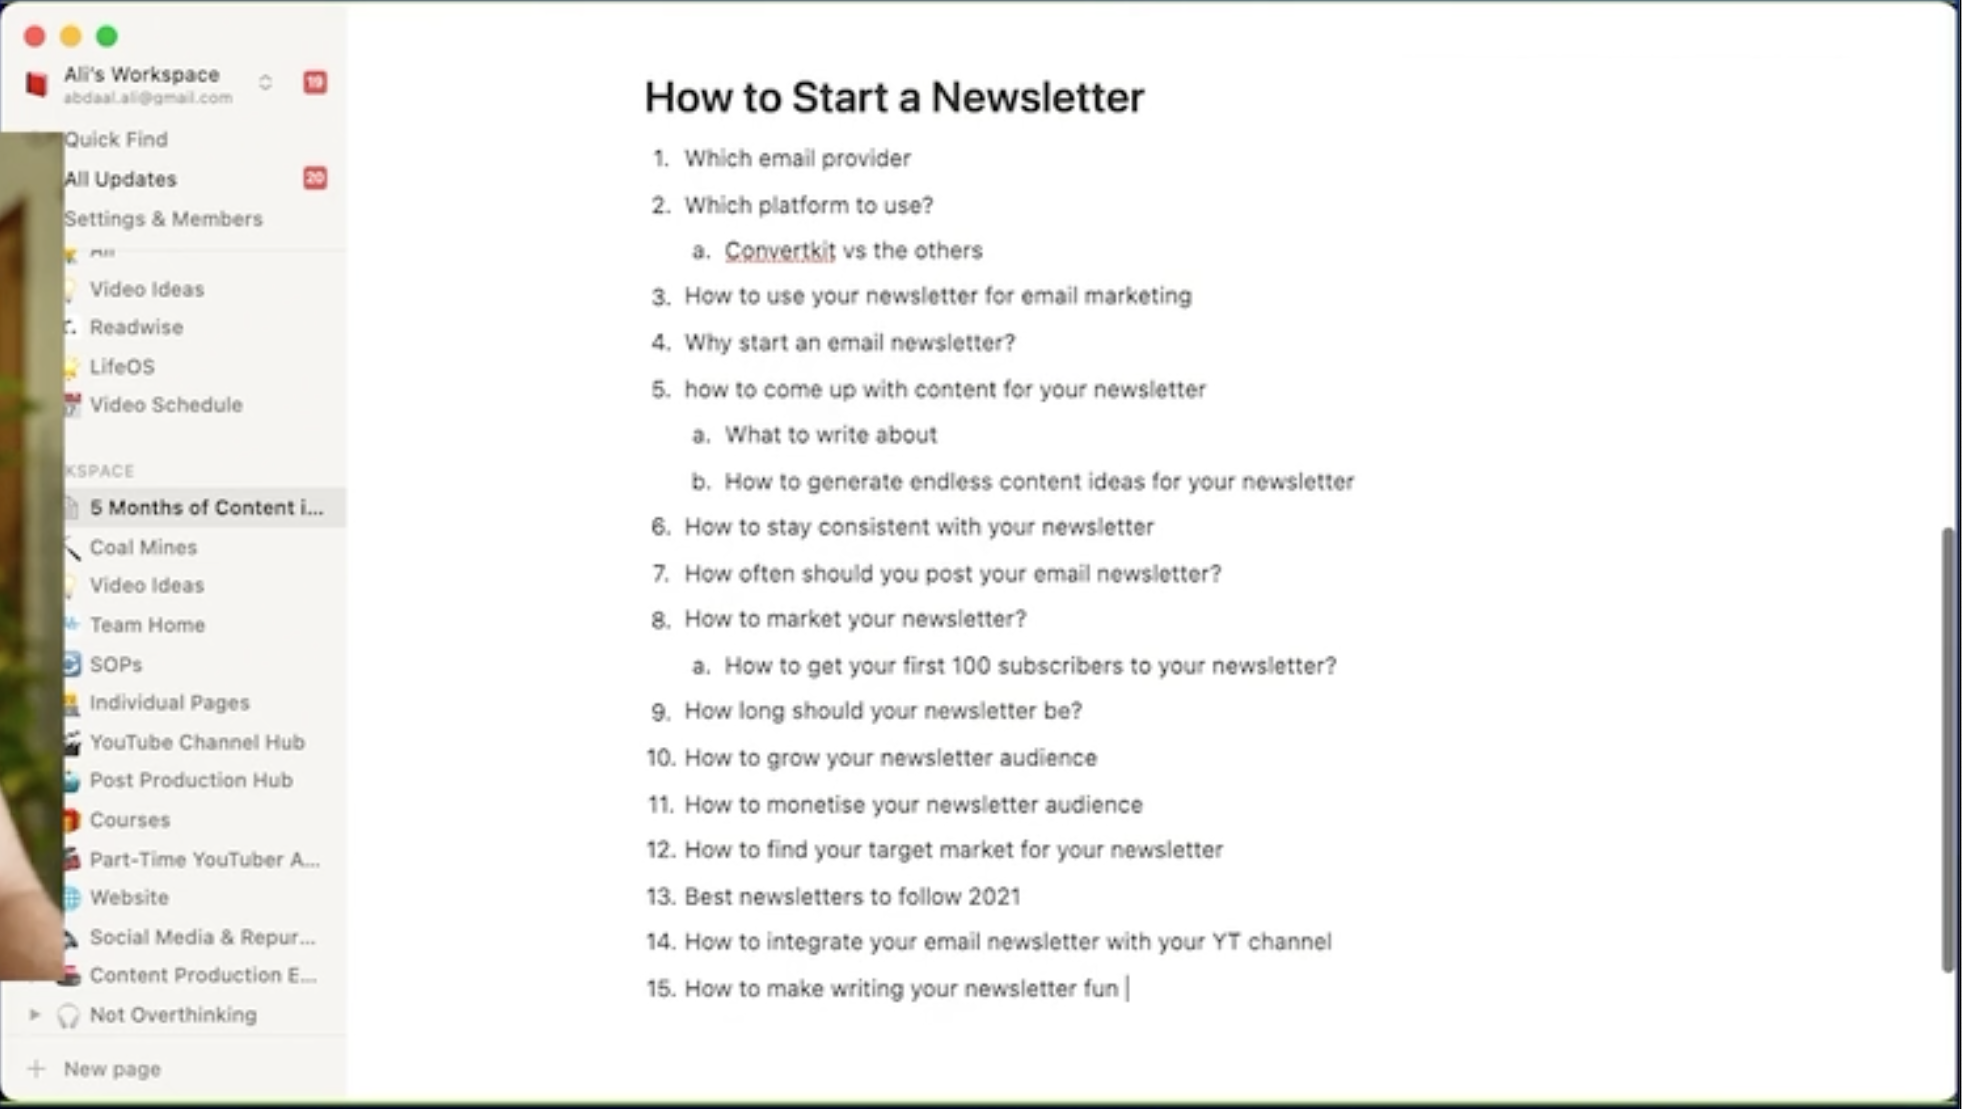 Ali's Workspace
abdaal.ali@gmail.com
19
Quick Find
All Updates
20
Settings & Members
All
Video Ideas
Readwise
LifeOS
Video Schedule
KSPACE
5 Months of Content i...
Coal Mines
Video Ideas
Team Home
SOPs
Individual Pages
YouTube Channel Hub
Post Production Hub
Courses
Part-Time YouTuber A...
Website
Social Media & Repur...
Content Production E...
Not Overthinking
New page
How to Start a Newsletter
1. Which email provider
2. Which platform to use?
a. Convertkit vs the others
3. How to use your newsletter for email marketing
4. Why start an email newsletter?
5. how to come up with content for your newsletter
a. What to write about
b. How to generate endless content ideas for your newsletter
6. How to stay consistent with your newsletter
7. How often should you post your email newsletter?
8. How to market your newsletter?
a. How to get your first 100 subscribers to your newsletter?
9. How long should your newsletter be?
10. How to grow your newsletter audience
11. How to monetise your newsletter audience
12. How to find your target market for your newsletter
13. Best newsletters to follow 2021
14. How to integrate your email newsletter with your YT channel
15. How to make writing your newsletter fun